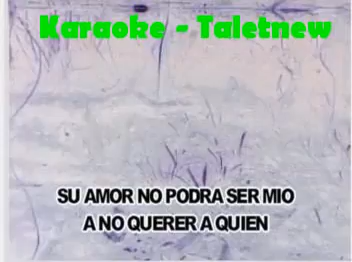 Karaoke - Taletnew
SU AMOR NO PODRA SER MIO
A NO QUERER A QUIEN